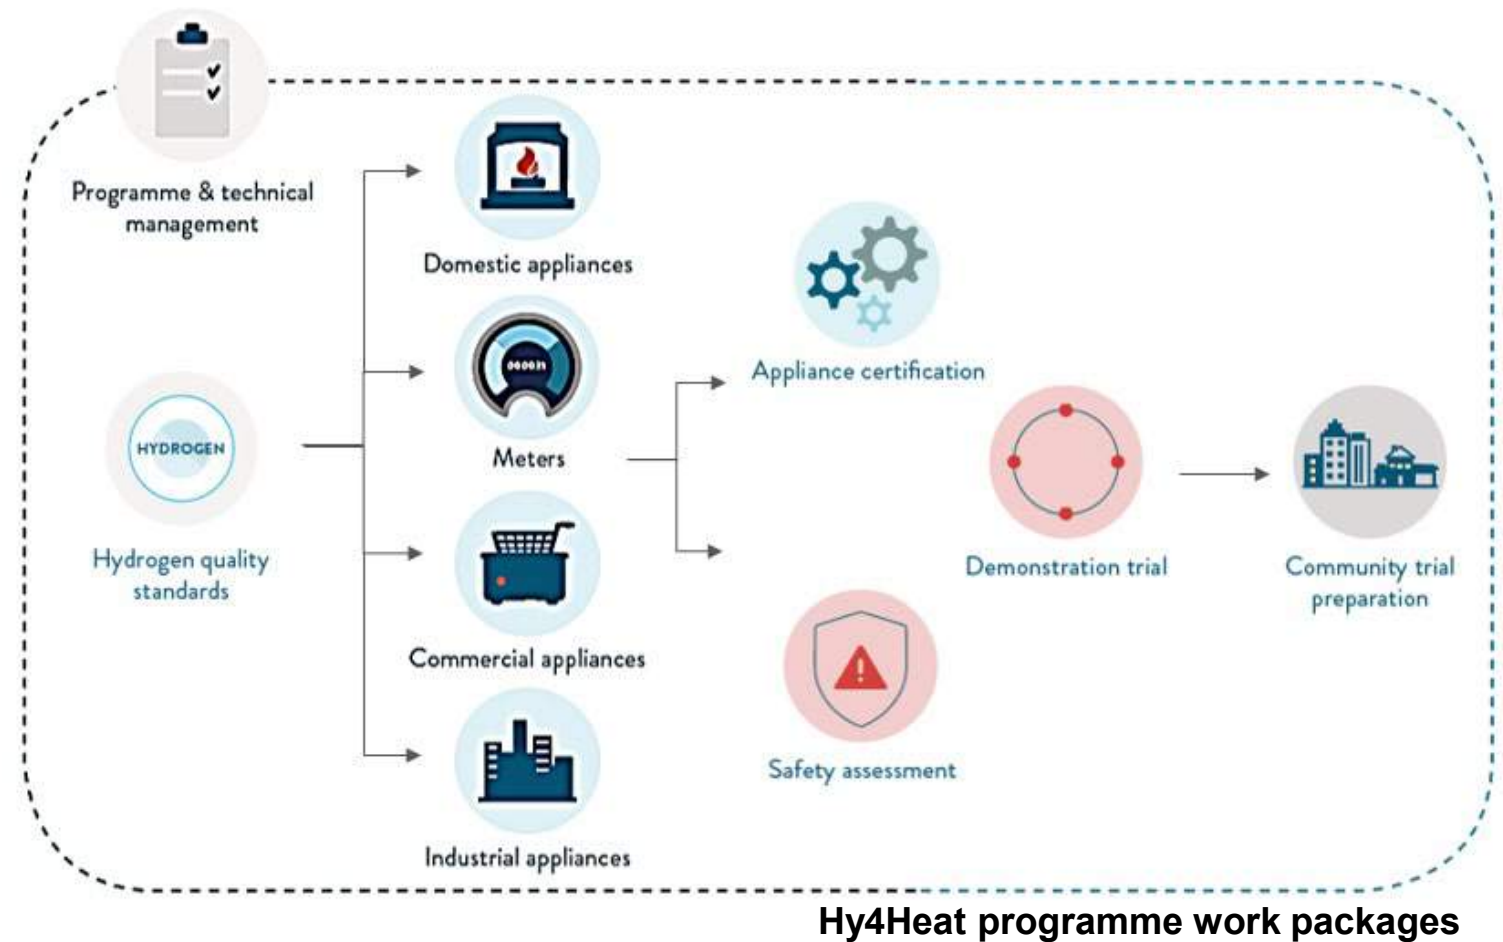 Programme & technical
management
HYDROGEN
Hydrogen quality
standards
Domestic appliances
Meters
Commercial appliances
Industrial appliances
Appliance certification
Safety assessment
Demonstration trial
Community trial
preparation
Hy4Heat programme work packages